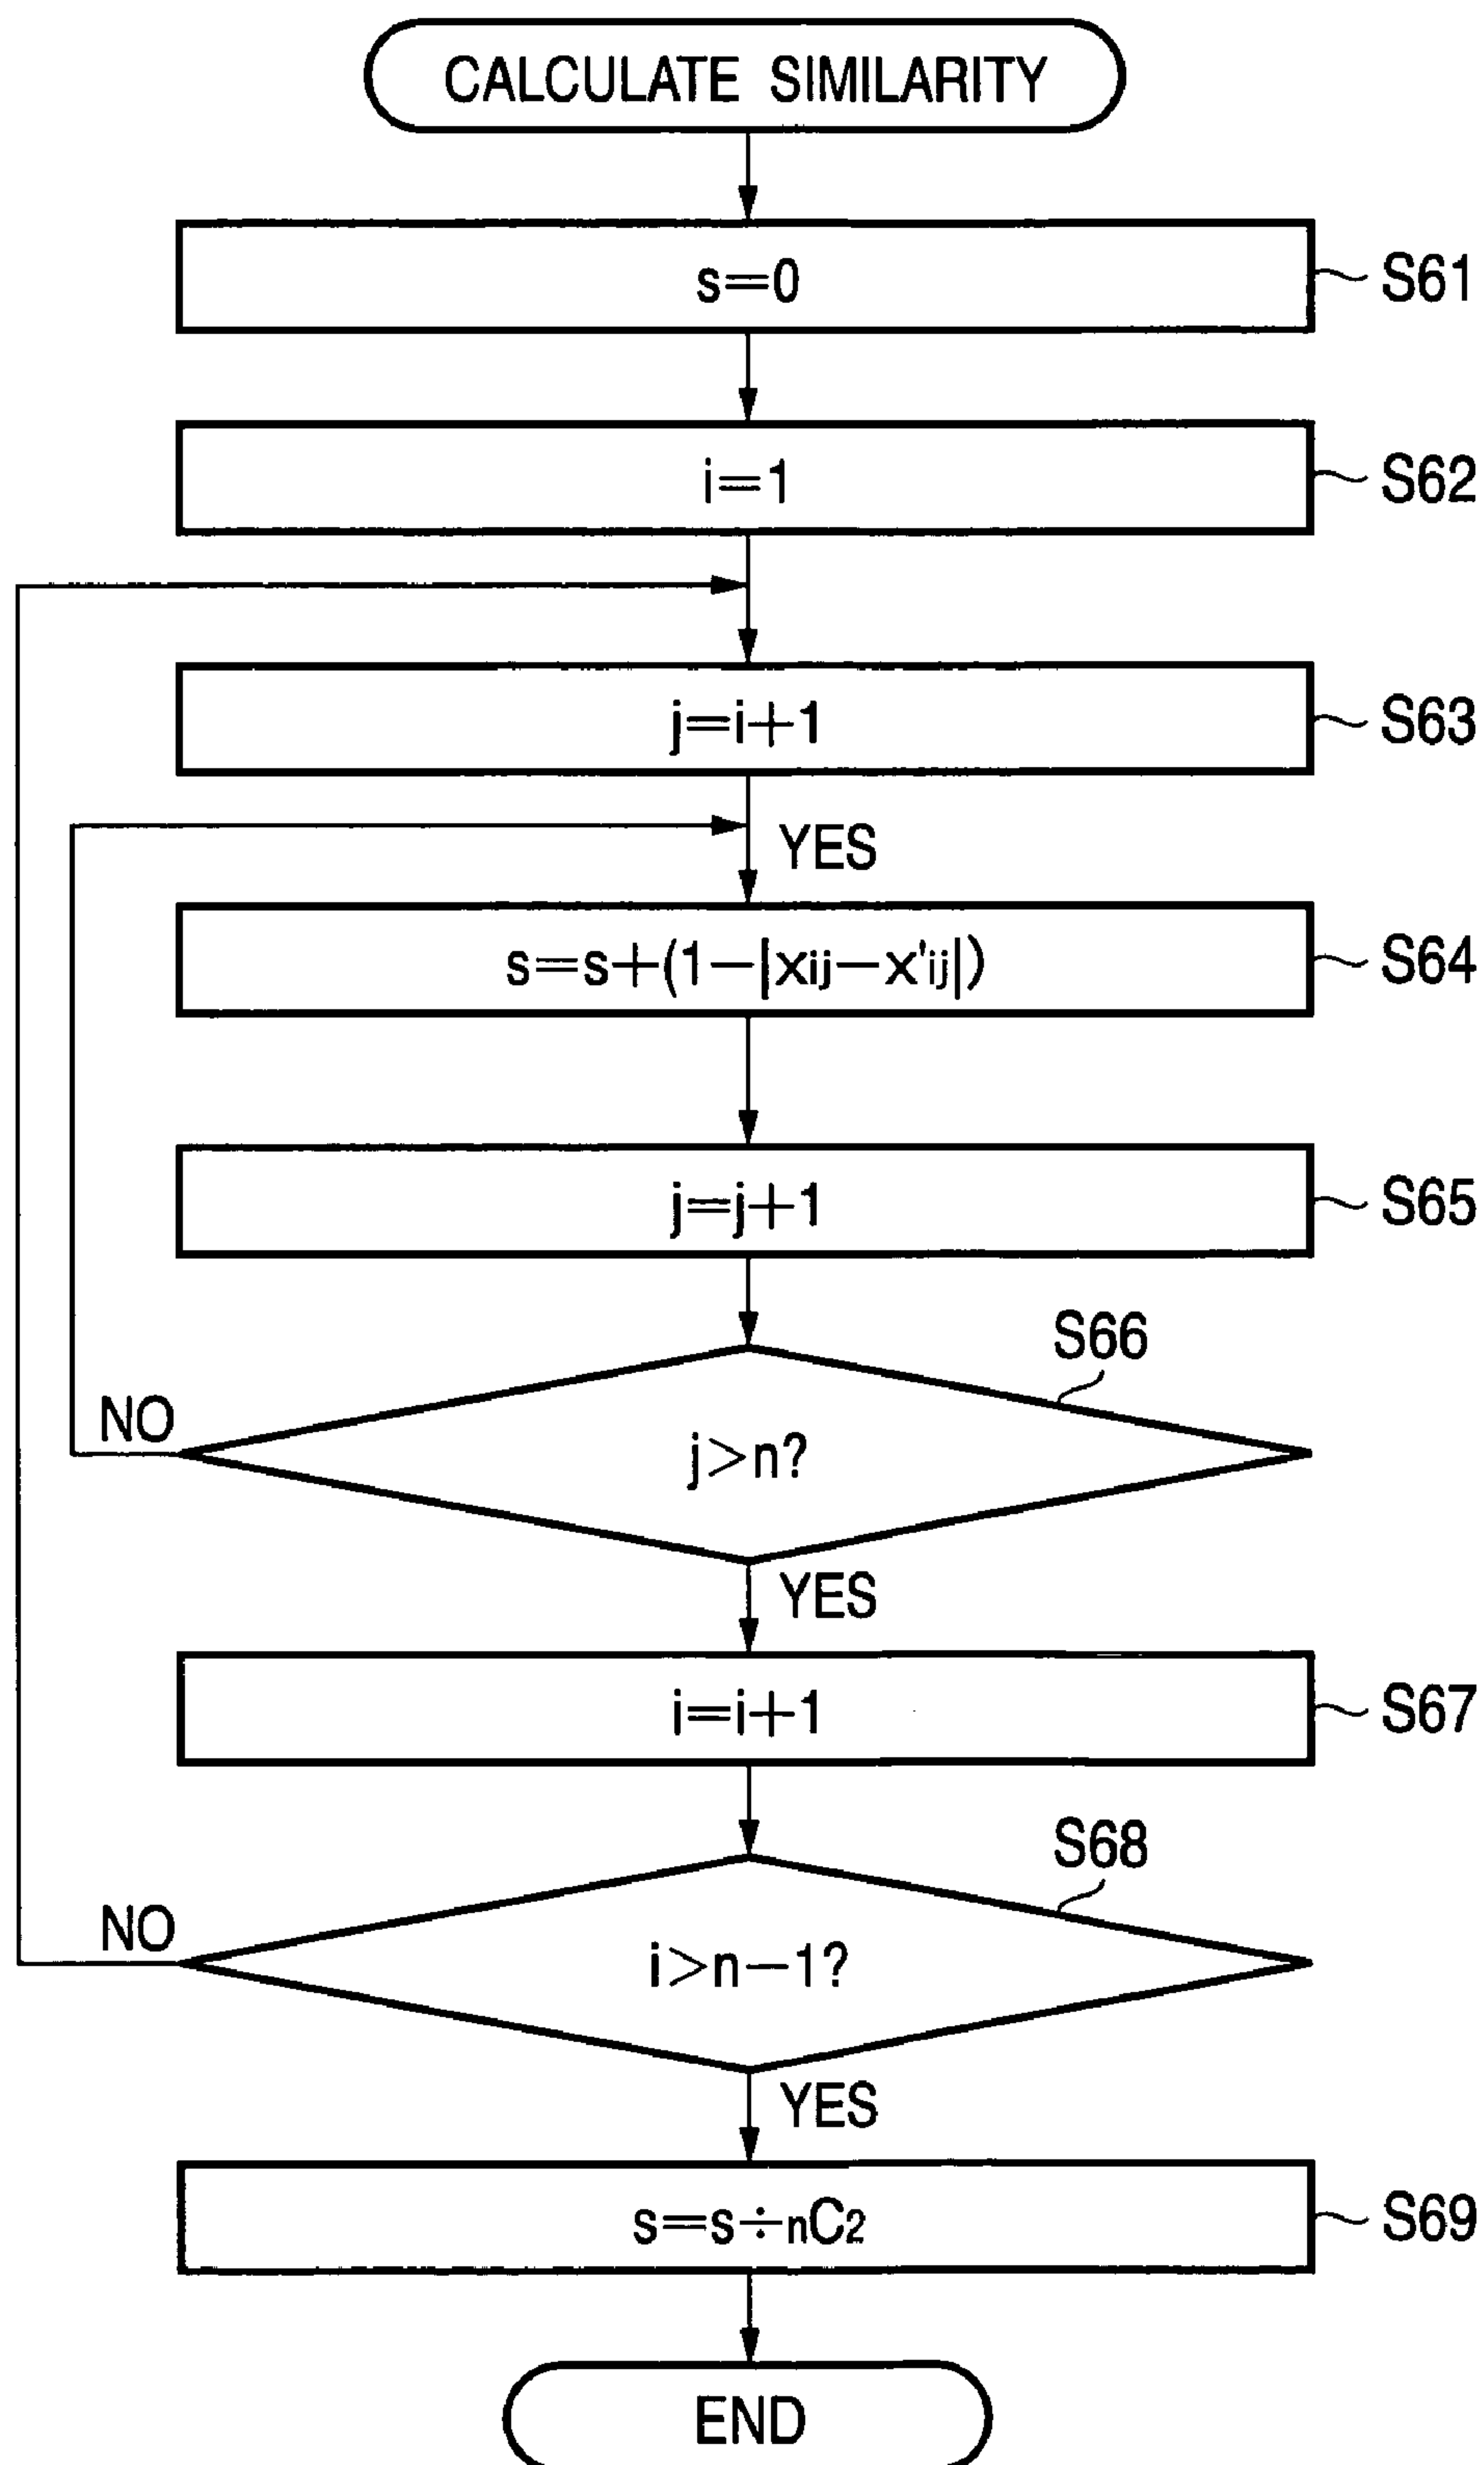 CALCULATE SIMILARITY
s=0
S61
i=1
S62
j=i+1
S63
YES
s=s+(1-|xij-x'ij|)
S64
j=j+1
S65
S66
NO
j>n?
YES
i=i+1
S67
S68
NO
i>n-1?
YES
s=s÷nC2
S69
END